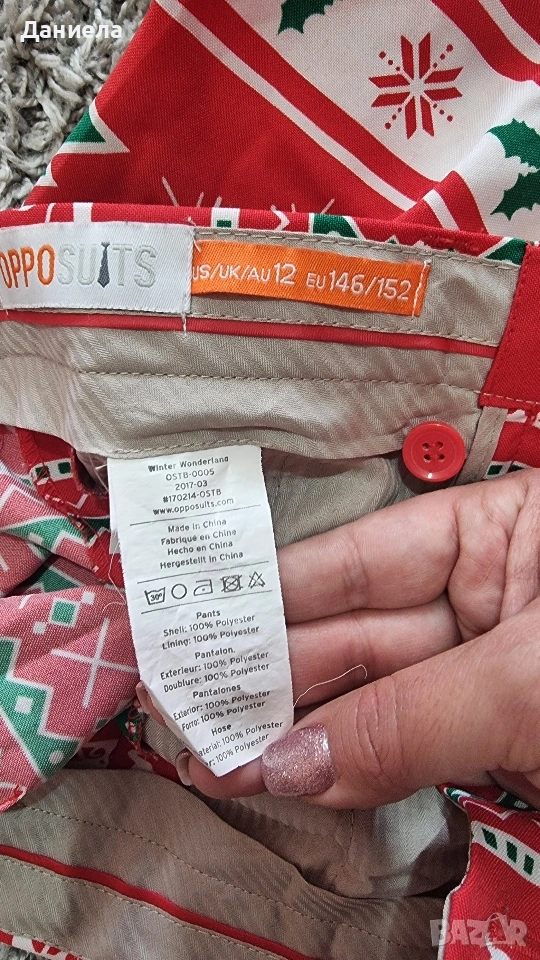 Даниела
OPPOSUITS
US/UK/AU 12 EU 146/152
Winter Wonderland
OSTB-0005
2017-03
#170214-OSTB
www.opposuits.com
Made in China
Fabriqué en China
Hecho en China
Hergestellt in China
30°
Pants
Shell: 100% Polyester
Lining: 100% Polyester
Pantalon
Exterieur: 100% Polyester
Doublure: 100% Polyester
Pantalones
Exterior: 100% Polyester
Forro: 100% Polyester
Hose
aterial: 100% Polyester
r: 100% Polyester
BAZAR